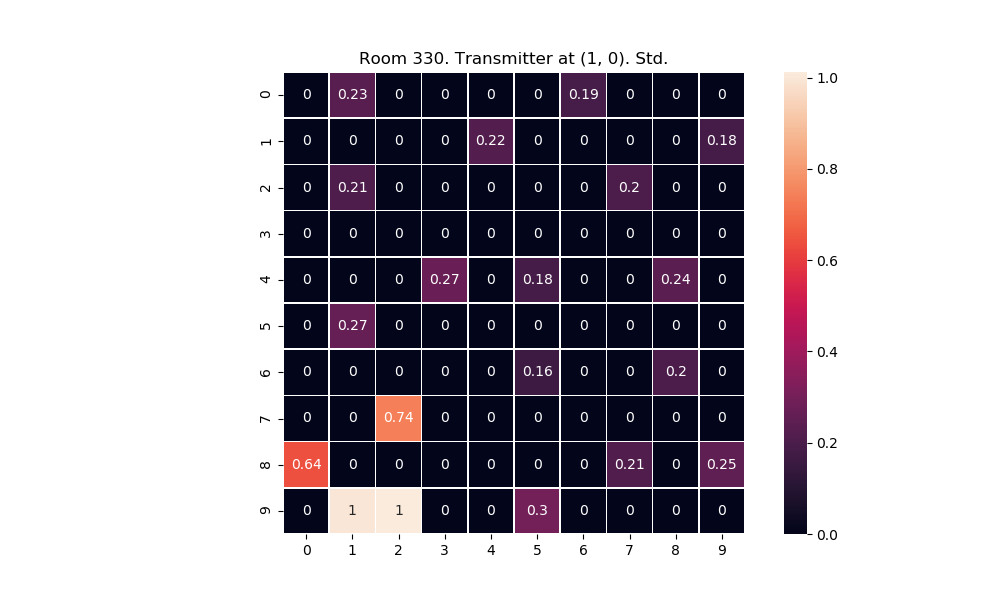 Room 330. Transmitter at (1, 0). Std.
0 0 0.23 0 0 0 0 0.19 0 0 0
1 0 0 0 0 0.22 0 0 0 0 0.18
2 0 0.21 0 0 0 0 0 0.2 0 0
3 0 0 0 0 0 0 0 0 0 0
4 0 0 0 0.27 0 0.18 0 0 0.24 0
5 0 0.27 0 0 0 0 0 0 0 0
6 0 0 0 0 0 0.16 0 0 0.2 0
7 0 0 0.74 0 0 0 0 0 0 0
8 0.64 0 0 0 0 0 0 0.21 0 0.25
9 0 1 1 0 0 0.3 0 0 0 0
0 1 2 3 4 5 6 7 8 9
1.0
0.8
0.6
0.4
0.2
0.0